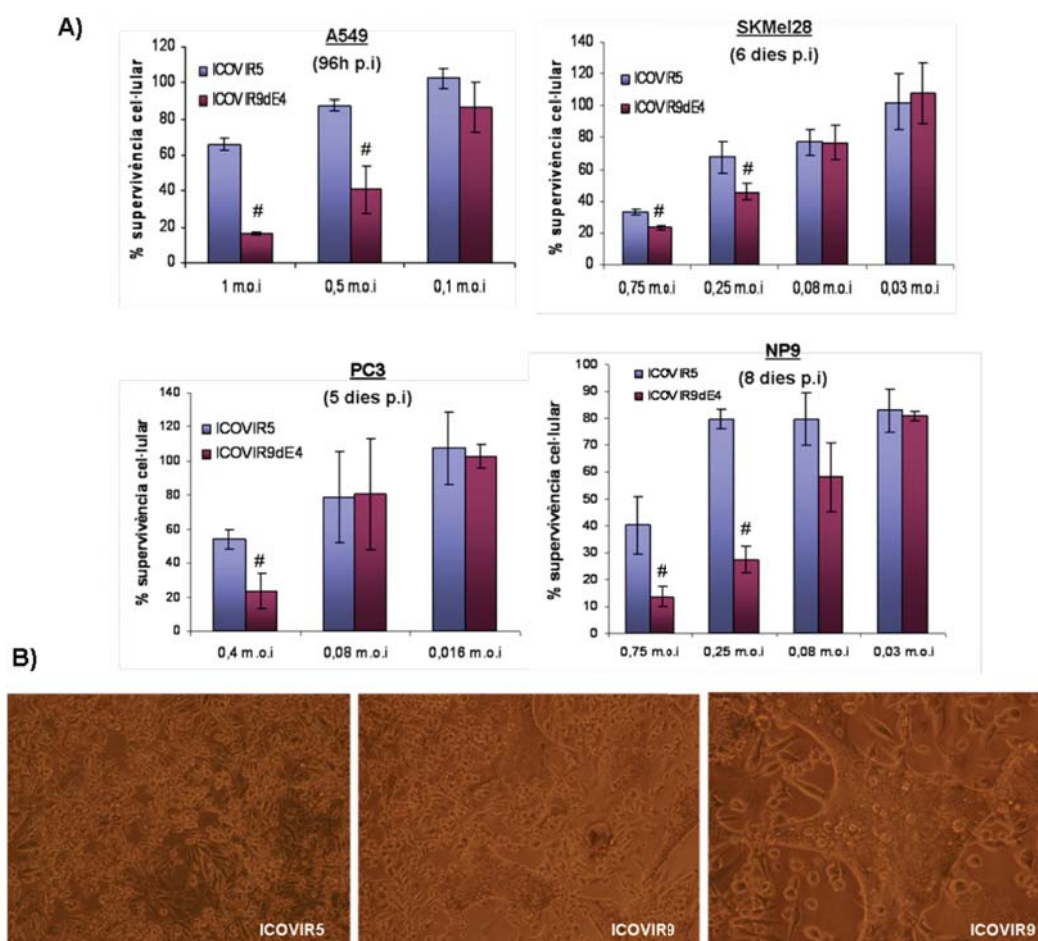 A)
A549
(96h p.i)
% supervivència cel·lular
120
100
80
60
40
20
0
ICOVIR5
ICOVIR9dE4
#
#
1 m.o.i
0,5 m.o.i
0,1 m.o.i
SKMel28
(6 dies p.i)
% supervivència cel·lular
140
120
100
80
60
40
20
0
ICOVIR5
ICOVIR9dE4
#
#
0,75 m.o.i
0,25 m.o.i
0,08 m.o.i
0,03 m.o.i
PC3
(5 dies p.i)
% supervivència cel·lular
140
120
100
80
60
40
20
0
ICOVIR5
ICOVIR9dE4
#
0,4 m.o.i
0,08 m.o.i
0,016 m.o.i
NP9
(8 dies p.i)
% supervivència cel·lular
100
90
80
70
60
50
40
30
20
10
0
ICOVIR5
ICOVIR9dE4
#
#
0,75 m.o.i
0,25 m.o.i
0,08 m.o.i
0,03 m.o.i
B)
ICOVIR5
ICOVIR9
ICOVIR9